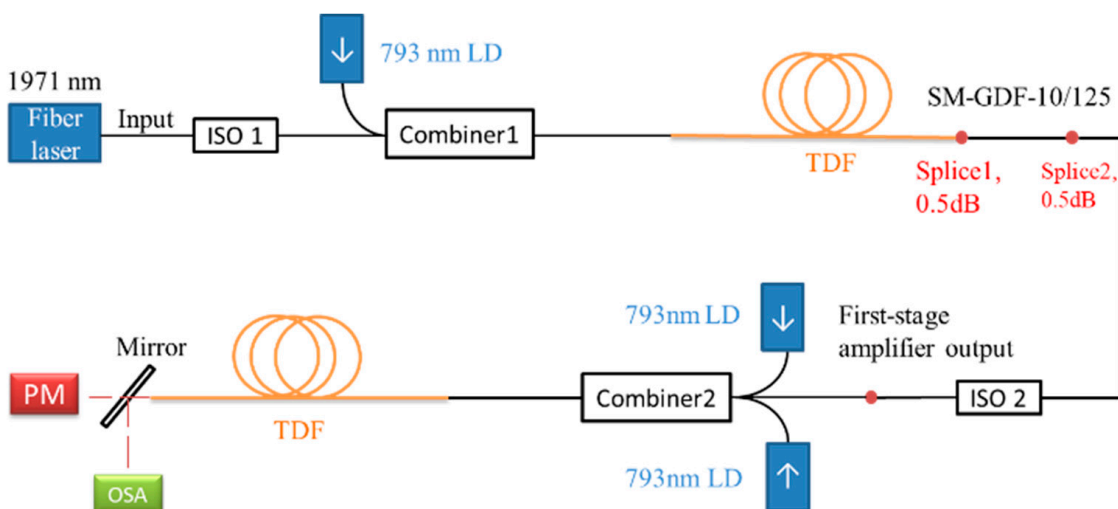 793 nm LD
1971 nm
Fiber
laser
Input
ISO 1
Combiner1
TDF
SM-GDF-10/125
Splice1,
0.5dB
Splice2,
0.5dB
793nm LD
First-stage
amplifier output
Mirror
PM
TDF
Combiner2
ISO 2
793nm LD
OSA